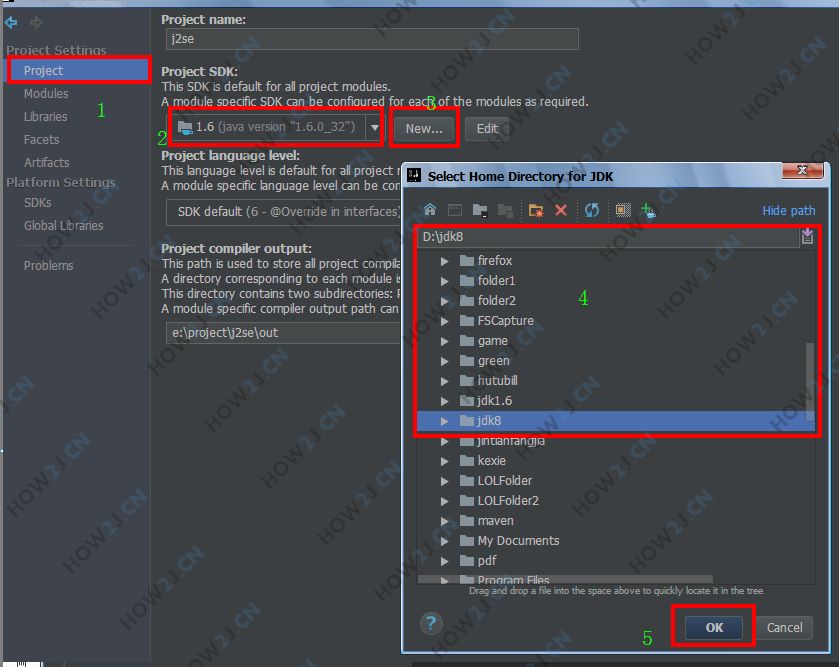 Project name:
j2se
Project Settings
Project
Modules
Libraries
Facets
Artifacts
Platform Settings
SDKs
Global Libraries
Problems
1
Project SDK:
This SDK is default for all project modules.
A module specific SDK can be configured for each of the modules as required.
2
1.6 (java version "1.6.0_32")
3
New...
Edit
Project language level:
This language level is default for all project
A module specific language level can be con
SDK default (6 - @Override in interfaces)
Project compiler output:
This path is used to store all project compila
A directory corresponding to each module is
This directory contains two subdirectories:
A module specific compiler output path can
e:\project\j2se\out
Select Home Directory for JDK
Hide path
D:\jdk8
4
firefox
folder1
folder2
FSCapture
game
green
hutubill
jdk1.6
jdk8
jintianfangjia
kexie
LOLFolder
LOLFolder2
maven
My Documents
pdf
Program Files
Drag and drop a file into the space above to quickly locate it in the tree
?
5
OK
Cancel
HOW2J.CN